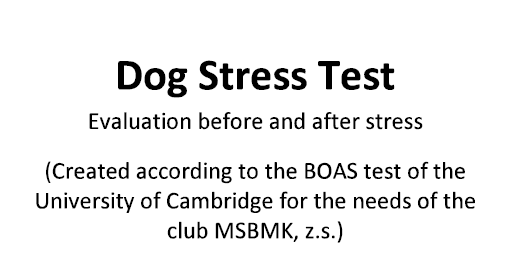 Dog Stress Test
Evaluation before and after stress
(Created according to the BOAS test of the
University of Cambridge for the needs of the
club MSBMK, z.s.)